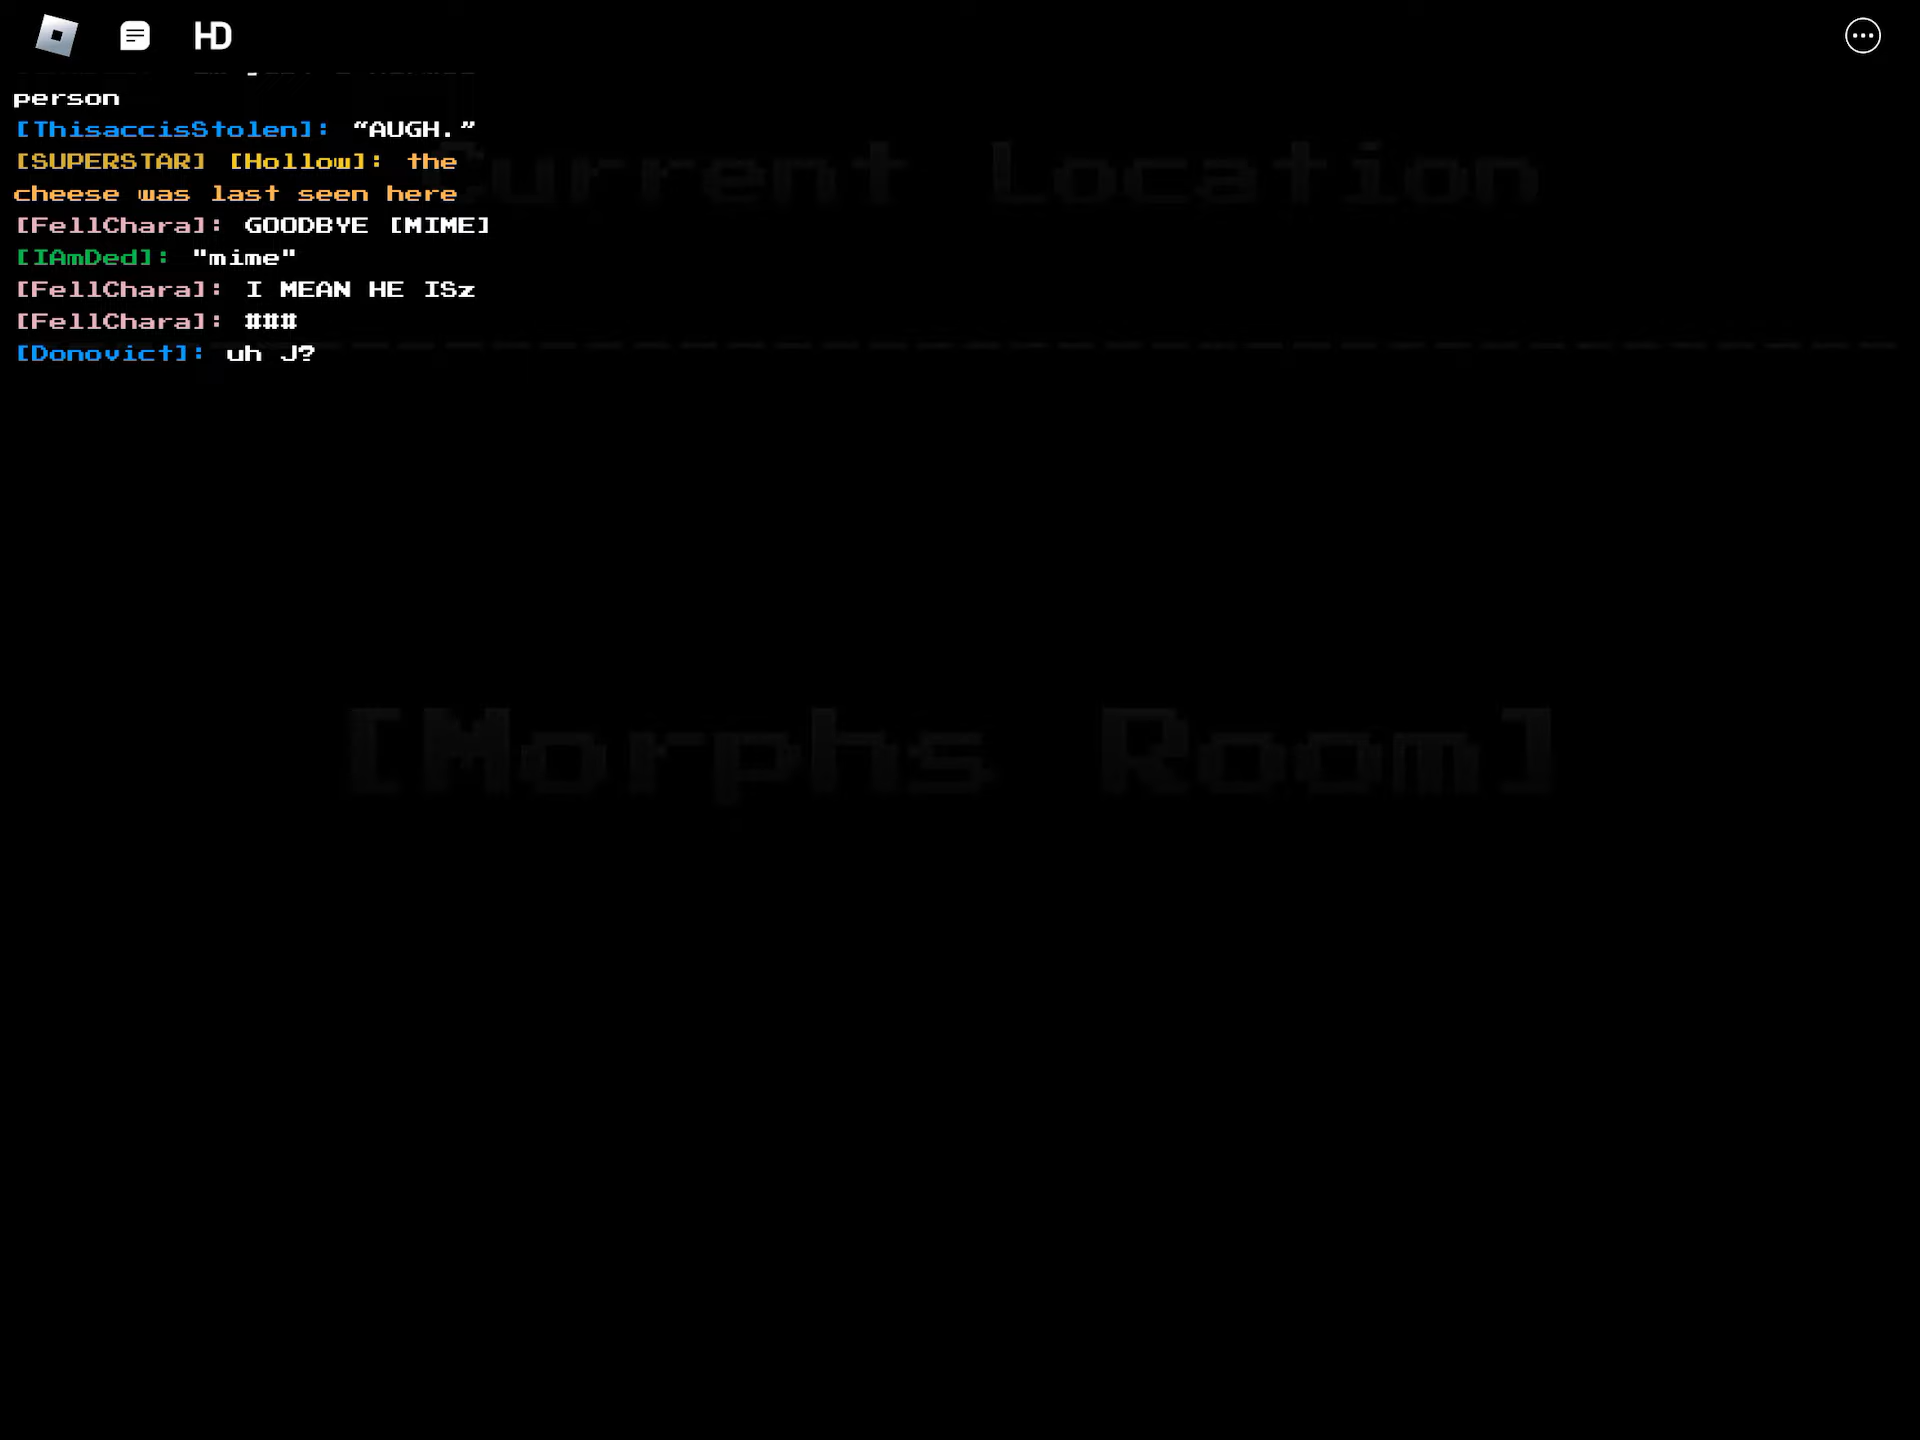 HD
person
[ThisaccisStolen]: “AUGH.”
[SUPERSTAR] [Hollow]: the
cheese was last seen here
[FellChara]: GOODBYE [MIME]
[IAmDed]: "mime"
[FellChara]: I MEAN HE ISz
[FellChara]: ###
[Donovict]: uh J?
Current Location
[Morphs Room]